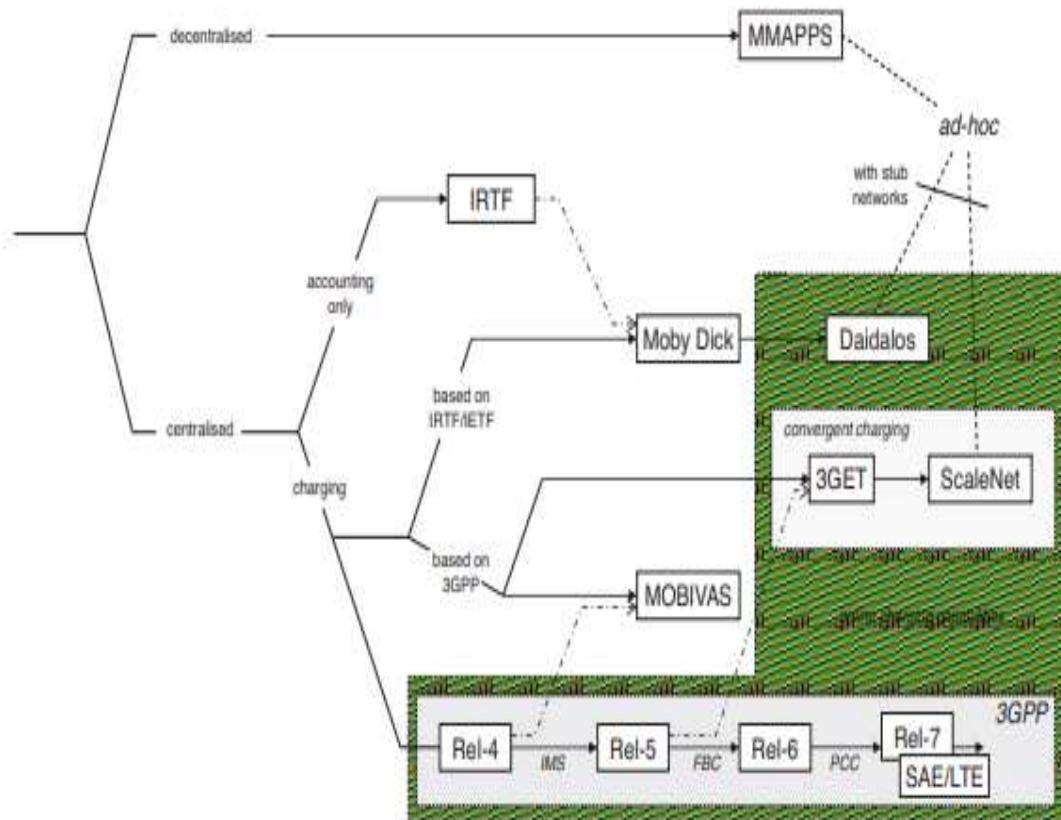 decentralised
MMAPPS
ad-hoc
with stub
networks
IRTF
accounting
only
Moby Dick
Daidalos
based on
IRTF/IETF
centralised
convergent charging
charging
3GET
ScaleNet
based on
3GPP
MOBIVAS
3GPP
Rel-4
IMS
Rel-5
FBC
Rel-6
PCC
Rel-7
SAE/LTE